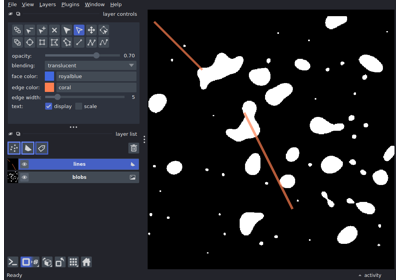 File View Layers Plugins Window Help
layer controls
opacity: 0.70
blending: translucent
face color: royalblue
edge color: coral
edge width: 5
text: display scale
layer list
lines
blobs
Ready activity